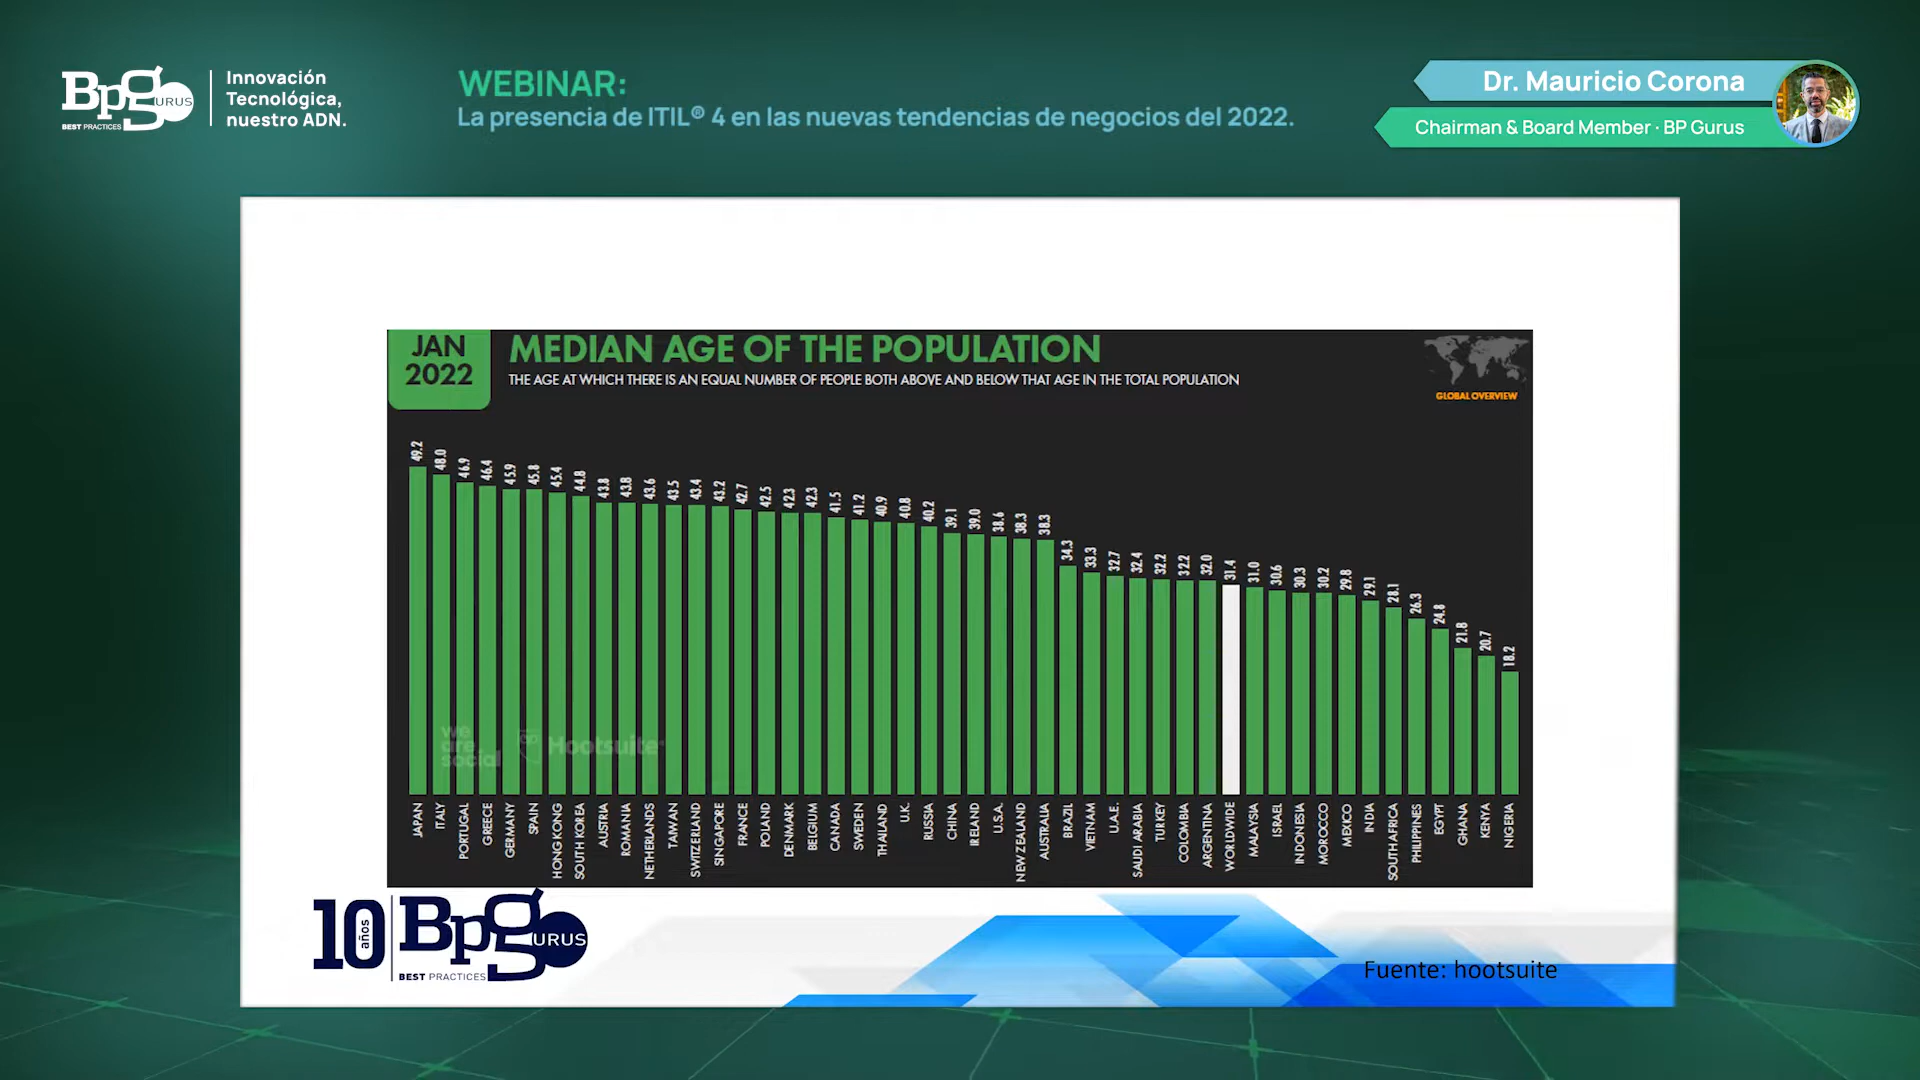 Bpg URUS
BEST PRACTICES
Innovación
Tecnológica,
nuestro ADN.
WEBINAR:
La presencia de ITIL® 4 en las nuevas tendencias de negocios del 2022.
Dr. Mauricio Corona
Chairman & Board Member · BP Gurus
JAN
2022
MEDIAN AGE OF THE POPULATION
THE AGE AT WHICH THERE IS AN EQUAL NUMBER OF PEOPLE BOTH ABOVE AND BELOW THAT AGE IN THE TOTAL POPULATION
GLOBAL OVERVIEW
49.2 48.0 46.9 46.4 45.9 45.8 45.4 44.8 43.8 43.8 43.6 43.5 43.4 43.2 42.7 42.5 42.3 42.3 41.5 41.2 40.9 40.8 40.2 39.1 39.0 38.6 38.3 38.3 34.3 33.3 32.7 32.4 32.2 32.2 32.0 31.4 31.0 30.6 30.3 30.2 29.8 29.1 28.1 26.3 24.8 21.8 20.7 18.2
we
are
social
Hootsuite
JAPAN ITALY PORTUGAL GREECE GERMANY SPAIN HONG KONG SOUTH KOREA AUSTRIA ROMANIA NETHERLANDS TAIWAN SWITZERLAND SINGAPORE FRANCE POLAND DENMARK BELGIUM CANADA SWEDEN THAILAND U.K. RUSSIA CHINA IRELAND U.S.A. NEW ZEALAND AUSTRALIA BRAZIL VIETNAM U.A.E. SAUDI ARABIA TURKEY COLOMBIA ARGENTINA WORLDWIDE MALAYSIA ISRAEL INDONESIA MOROCCO MEXICO INDIA SOUTH AFRICA PHILIPPINES EGYPT GHANA KENYA NIGERIA
10 años
Bpg URUS
BEST PRACTICES
Fuente: hootsuite